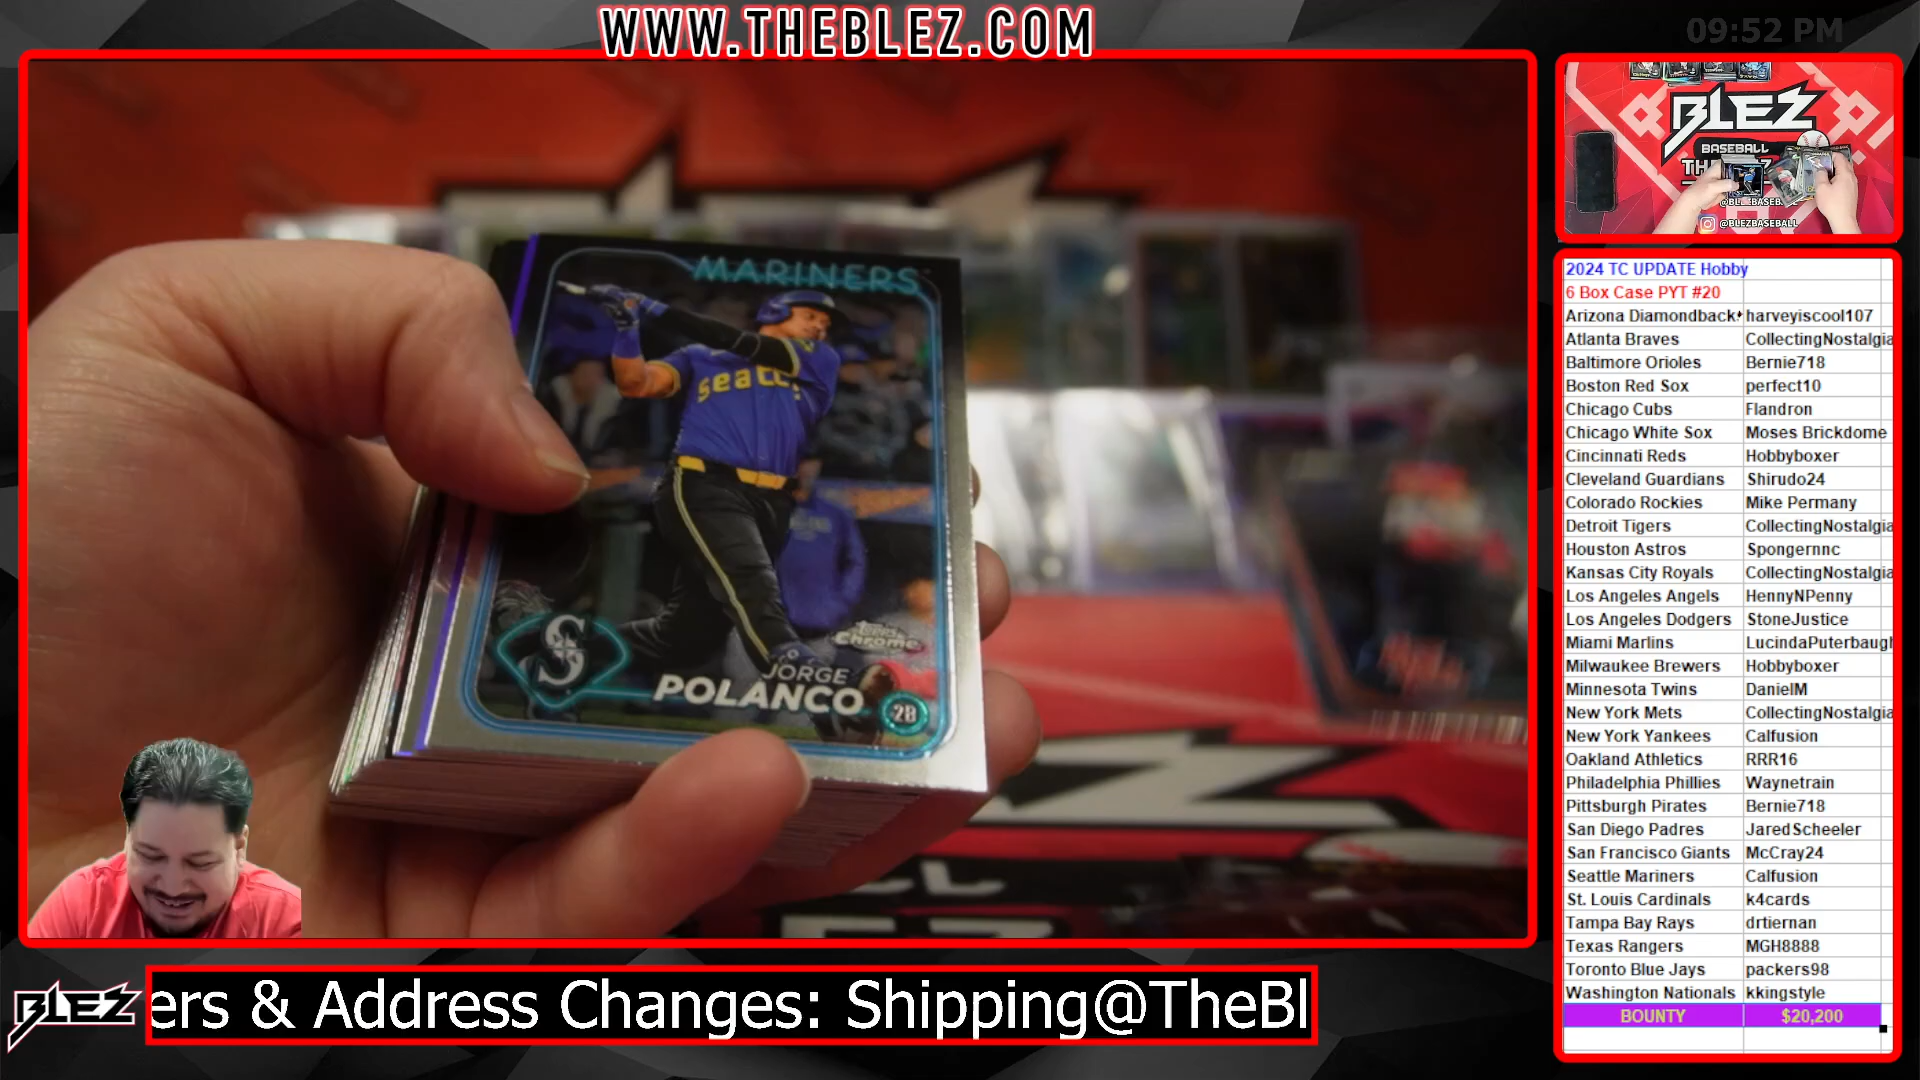 WWW.THEBLEZ.COM
09:52 PM
MARINERS
seatt
Topps
Chrome
JORGE
POLANCO
2B
S
BLEZ
BASEBALL
@BLEZBASEBALL
2024 TC UPDATE Hobby
6 Box Case PYT #20
Arizona Diamondback harveyiscool107
Atlanta Braves CollectingNostalgia
Baltimore Orioles Bernie718
Boston Red Sox perfect10
Chicago Cubs Flandron
Chicago White Sox Moses Brickdome
Cincinnati Reds Hobbyboxer
Cleveland Guardians Shirudo24
Colorado Rockies Mike Permany
Detroit Tigers CollectingNostalgia
Houston Astros Spongernnc
Kansas City Royals CollectingNostalgia
Los Angeles Angels HennyNPenny
Los Angeles Dodgers StoneJustice
Miami Marlins LucindaPuterbaugh
Milwaukee Brewers Hobbyboxer
Minnesota Twins DanielM
New York Mets CollectingNostalgia
New York Yankees Calfusion
Oakland Athletics RRR16
Philadelphia Phillies Waynetrain
Pittsburgh Pirates Bernie718
San Diego Padres JaredScheeler
San Francisco Giants McCray24
Seattle Mariners Calfusion
St. Louis Cardinals k4cards
Tampa Bay Rays drtiernan
Texas Rangers MGH8888
Toronto Blue Jays packers98
Washington Nationals kkingstyle
BOUNTY $20,200
BLEZ
ers & Address Changes: Shipping@TheBl